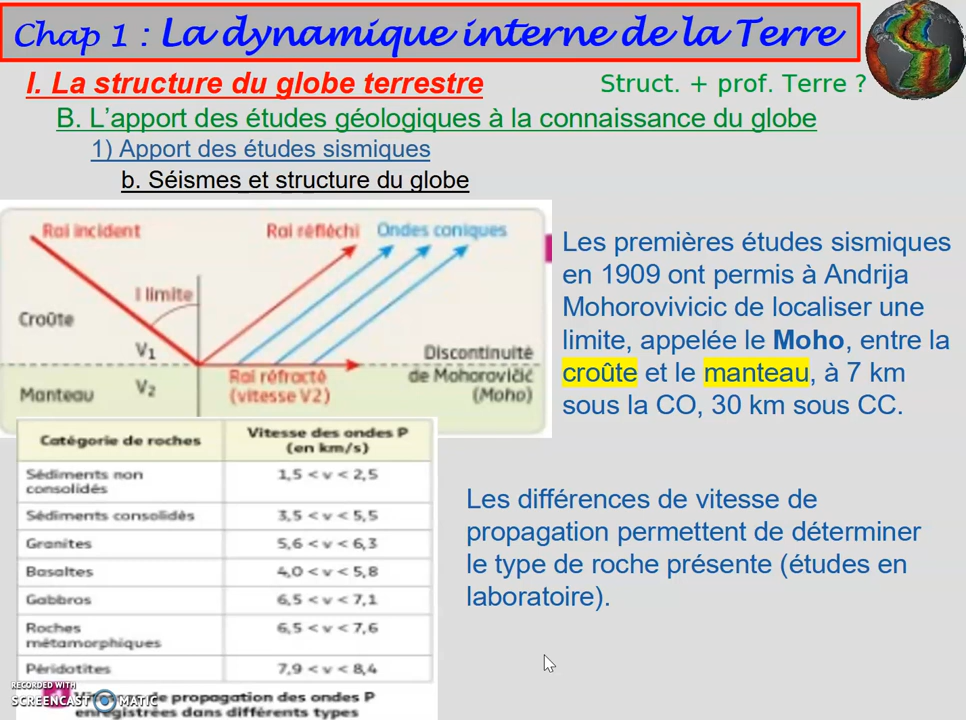 Chap 1 : La dynamique interne de la Terre
I. La structure du globe terrestre
Struct. + prof. Terre ?
B. L'apport des études géologiques à la connaissance du globe
1) Apport des études sismiques
b. Séismes et structure du globe
Rai incident
Rai réfléchi
Ondes coniques
I limite
Croûte
V1
Discontinuité
de Mohorovičić
(Moho)
Manteau
V2
Rai réfracté
(vitesse V2)
Les premières études sismiques
en 1909 ont permis à Andrija
Mohorovivicic de localiser une
limite, appelée le Moho, entre la
croûte et le manteau, à 7 km
sous la CO, 30 km sous CC.
Catégorie de roches
Vitesse des ondes P
(en km/s)
Sédiments non
consolidés
1,5 < v < 2,5
Sédiments consolidés
3,5 < v < 5,5
Granites
5,6 < v < 6,3
Basaltes
4,0 < v < 5,8
Gabbros
6,5 < v < 7,1
Roches
métamorphiques
6,5 < v < 7,6
Péridotites
7,9 < v < 8,4
de propagation des ondes P
enregistrées dans différents types
Les différences de vitesse de
propagation permettent de déterminer
le type de roche présente (études en
laboratoire).
RECORDED WITH
SCREENCAST MATIC